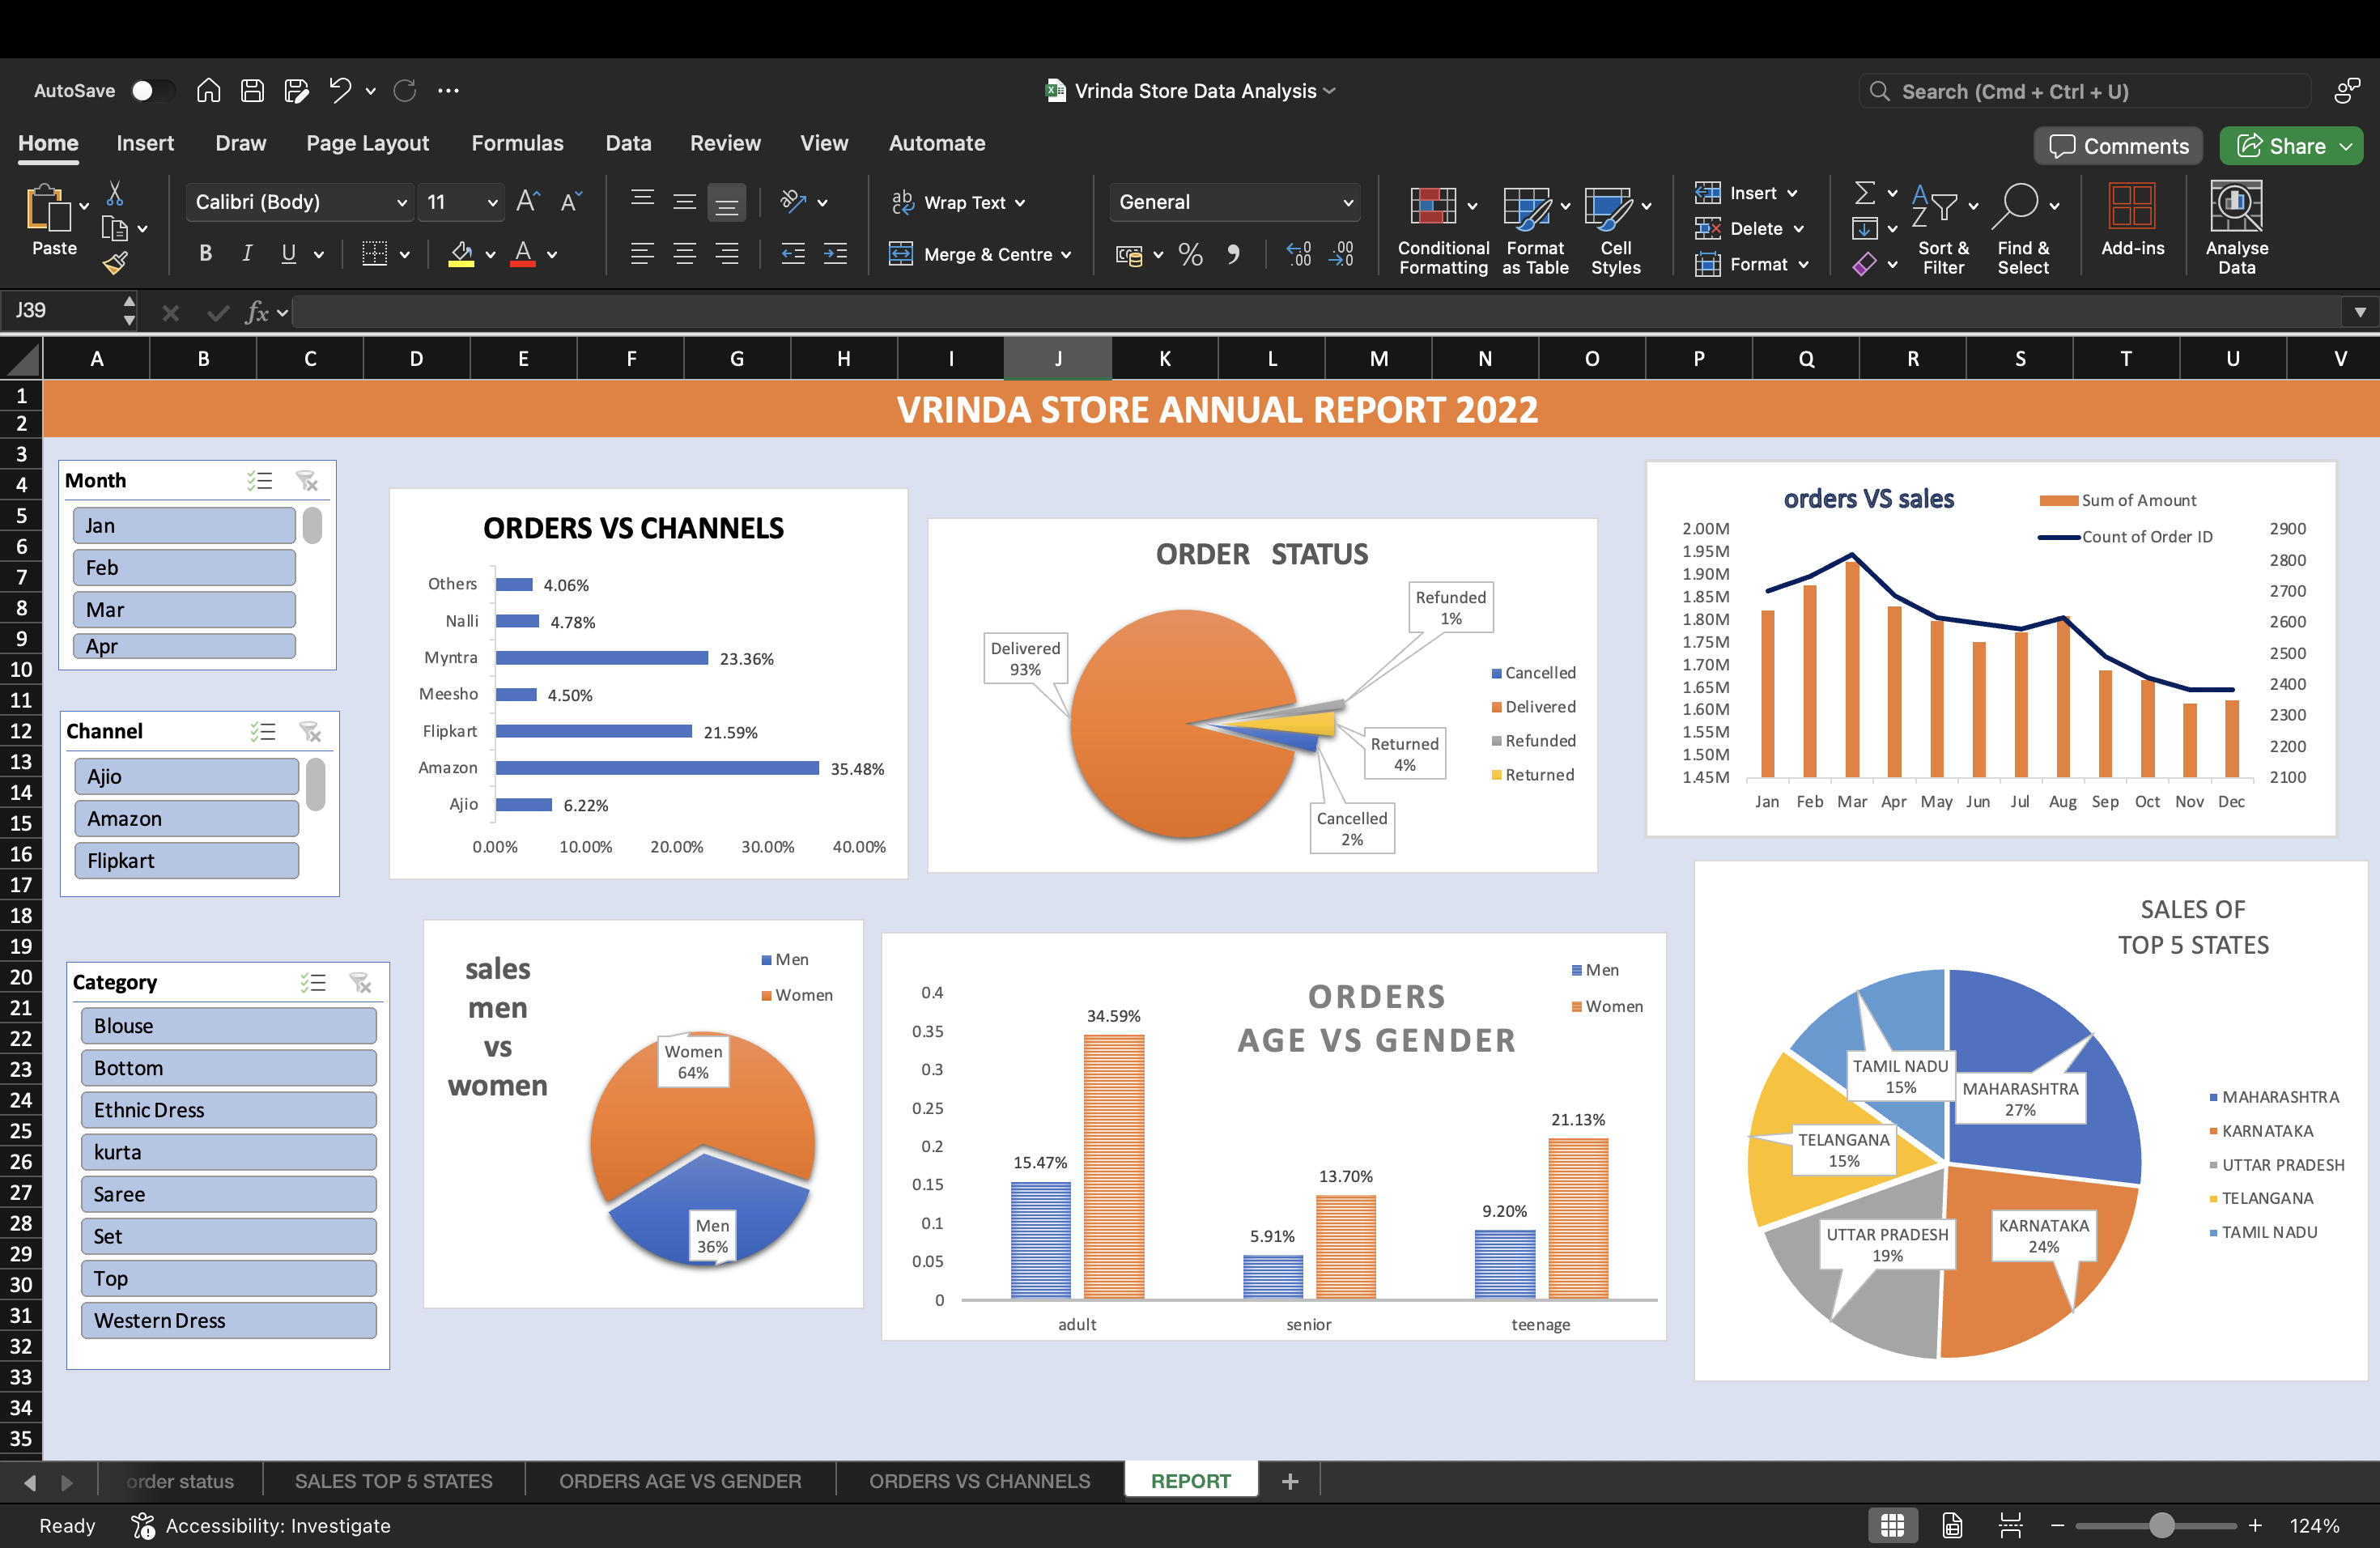 AutoSave
Vrinda Store Data Analysis
Search (Cmd + Ctrl + U)
Home Insert Draw Page Layout Formulas Data Review View Automate
Comments Share
Paste
Calibri (Body) 11
B I U
Wrap Text
Merge & Centre
General
Conditional Formatting
Format as Table
Cell Styles
Insert
Delete
Format
Sort & Filter
Find & Select
Add-ins
Analyse Data
J39 fx
A B C D E F G H I J K L M N O P Q R S T U V
1
2
3
4
5
6
7
8
9
10
11
12
13
14
15
16
17
18
19
20
21
22
23
24
25
26
27
28
29
30
31
32
33
34
35
VRINDA STORE ANNUAL REPORT 2022
Month
Jan
Feb
Mar
Apr
Channel
Ajio
Amazon
Flipkart
Category
Blouse
Bottom
Ethnic Dress
kurta
Saree
Set
Top
Western Dress
ORDERS VS CHANNELS
Others 4.06%
Nalli 4.78%
Myntra 23.36%
Meesho 4.50%
Flipkart 21.59%
Amazon 35.48%
Ajio 6.22%
0.00% 10.00% 20.00% 30.00% 40.00%
ORDER STATUS
Delivered
93%
Refunded
1%
Returned
4%
Cancelled
2%
Cancelled
Delivered
Refunded
Returned
orders VS sales
Sum of Amount
Count of Order ID
2.00M
1.95M
1.90M
1.85M
1.80M
1.75M
1.70M
1.65M
1.60M
1.55M
1.50M
1.45M
2900
2800
2700
2600
2500
2400
2300
2200
2100
Jan Feb Mar Apr May Jun Jul Aug Sep Oct Nov Dec
sales
men
vs
women
Men
Women
Women
64%
Men
36%
ORDERS
AGE VS GENDER
Men
Women
0.4
0.35
0.3
0.25
0.2
0.15
0.1
0.05
0
15.47% 34.59%
5.91% 13.70%
9.20% 21.13%
adult senior teenage
SALES OF
TOP 5 STATES
TAMIL NADU
15%
MAHARASHTRA
27%
TELANGANA
15%
UTTAR PRADESH
19%
KARNATAKA
24%
MAHARASHTRA
KARNATAKA
UTTAR PRADESH
TELANGANA
TAMIL NADU
order status SALES TOP 5 STATES ORDERS AGE VS GENDER ORDERS VS CHANNELS REPORT
Ready Accessibility: Investigate 124%